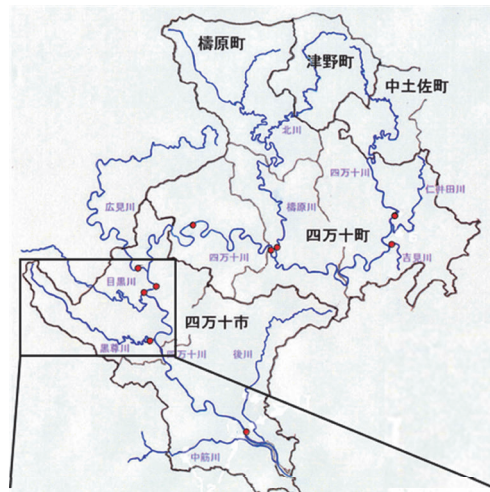 梼原町
津野町
中土佐町
北川
四万十川
仁井田川
広見川
梼原川
四万十町
四万十川
吉見川
目黒川
四万十市
黒尊川
四万十川
後川
中筋川